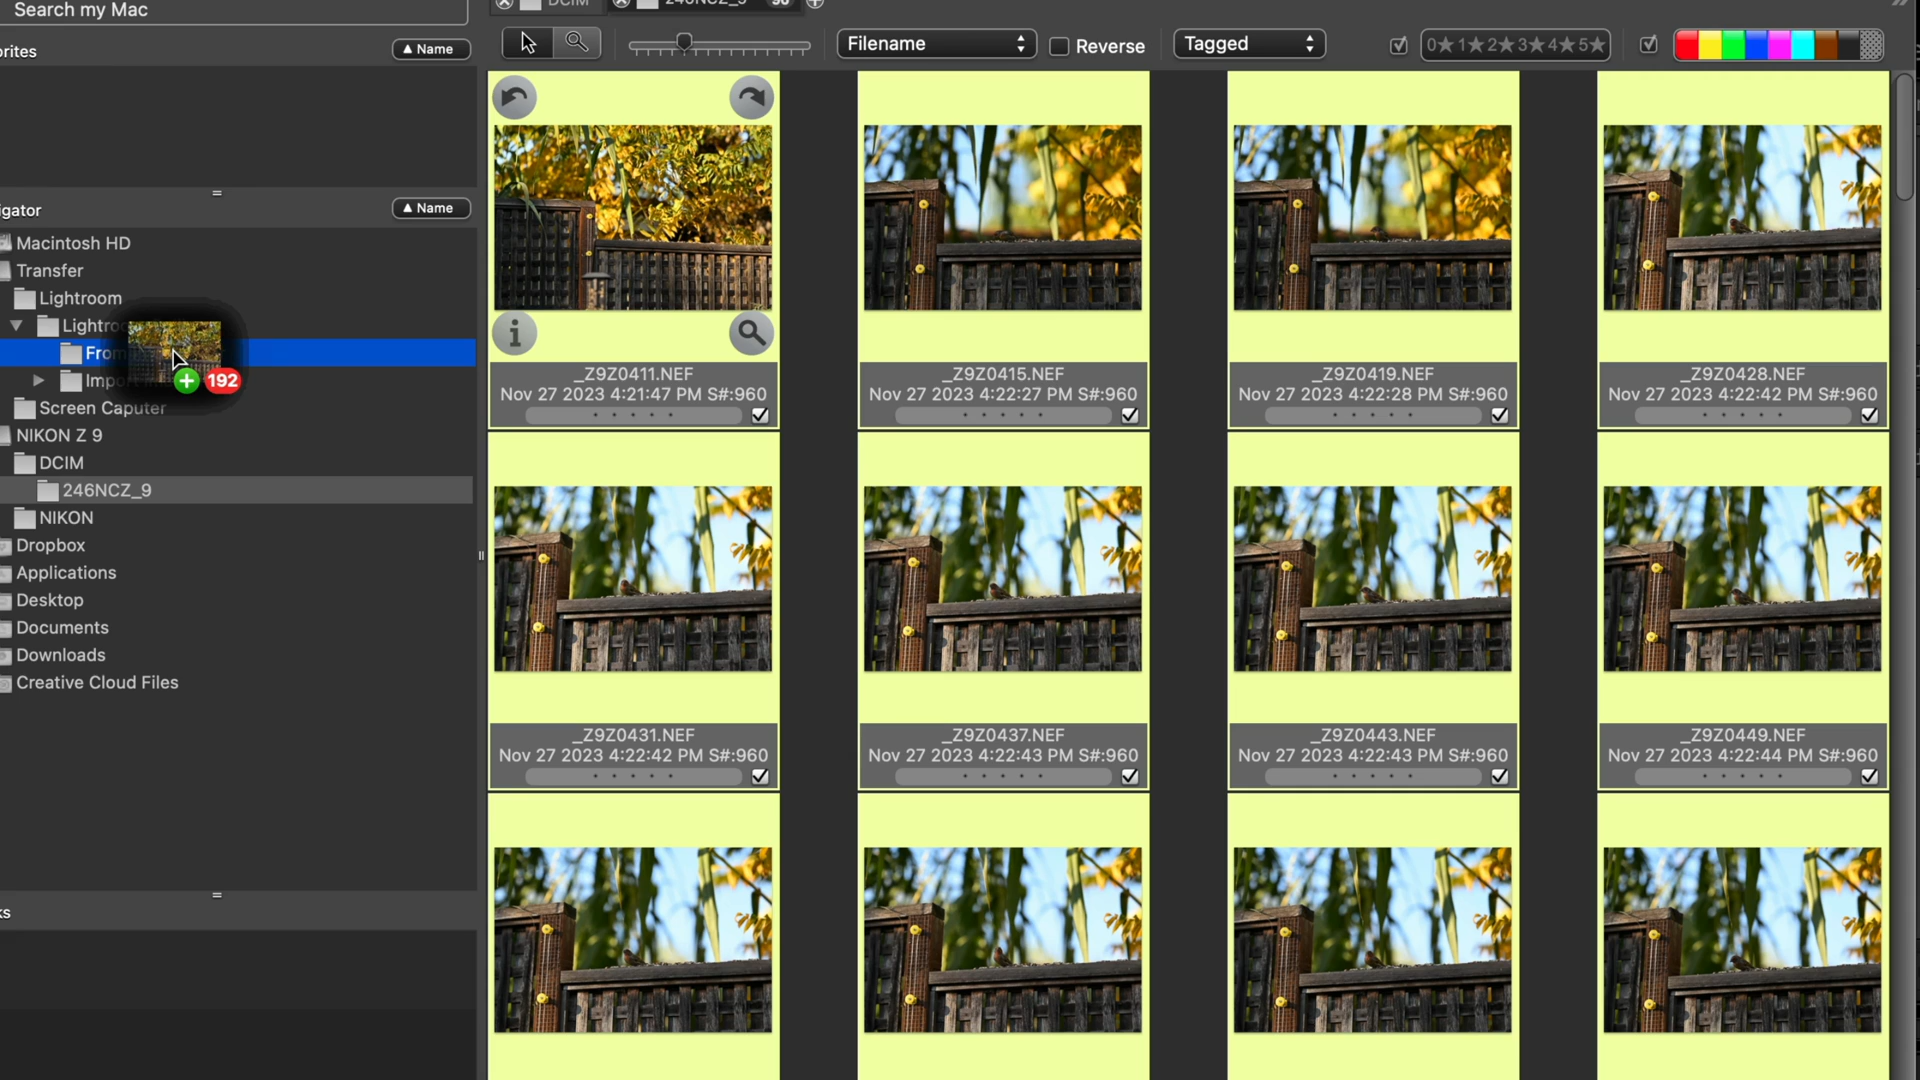 Search my Mac
DCIM
Filename
Reverse
Tagged
0★1★2★3★4★5★
orites
▲ Name
igator
▲ Name
Macintosh HD
Transfer
Lightroom
Lightro
From
Impor
192
Screen Caputer
NIKON Z 9
DCIM
246NCZ_9
NIKON
Dropbox
Applications
Desktop
Documents
Downloads
Creative Cloud Files
ks
_Z9Z0411.NEF
Nov 27 2023 4:21:47 PM S#:960
_Z9Z0415.NEF
Nov 27 2023 4:22:27 PM S#:960
_Z9Z0419.NEF
Nov 27 2023 4:22:28 PM S#:960
_Z9Z0428.NEF
Nov 27 2023 4:22:42 PM S#:960
_Z9Z0431.NEF
Nov 27 2023 4:22:42 PM S#:960
_Z9Z0437.NEF
Nov 27 2023 4:22:43 PM S#:960
_Z9Z0443.NEF
Nov 27 2023 4:22:43 PM S#:960
_Z9Z0449.NEF
Nov 27 2023 4:22:44 PM S#:960